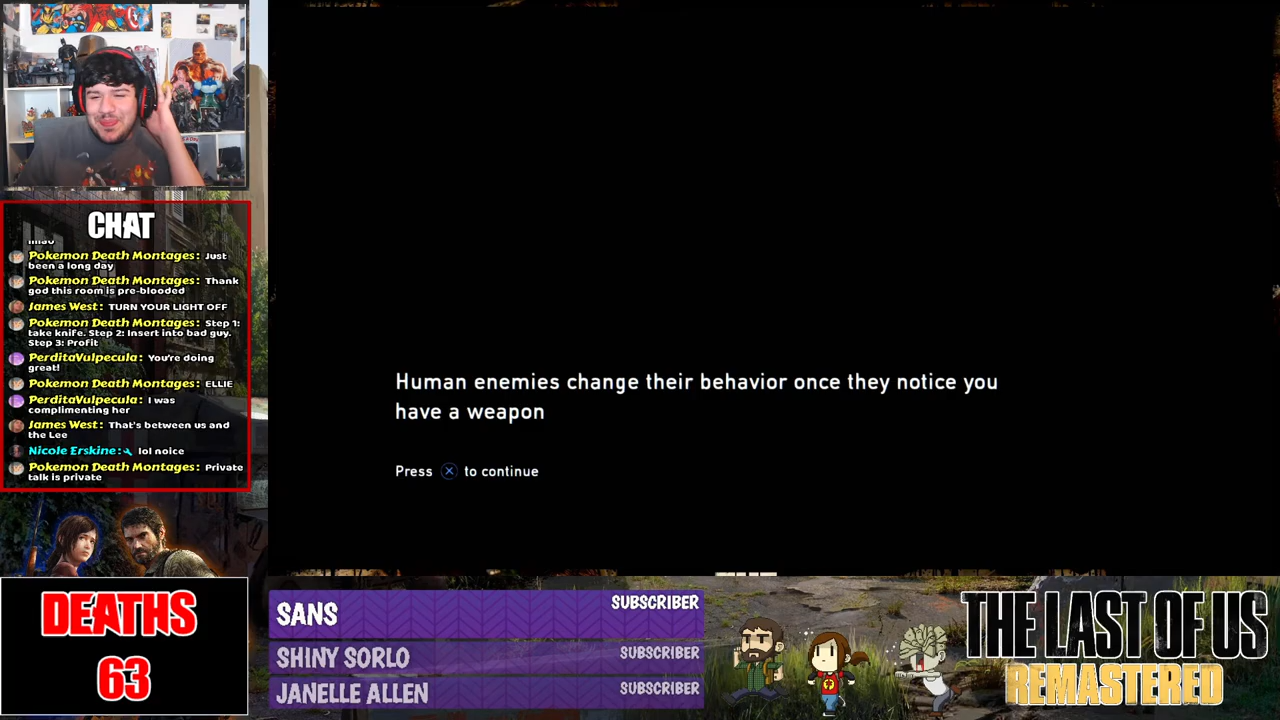 CHAT
lmao
Pokemon Death Montages: Just
been a long day
Pokemon Death Montages: Thank
god this room is pre-blooded
James West: TURN YOUR LIGHT OFF
Pokemon Death Montages: Step 1:
take knife. Step 2: Insert into bad guy.
Step 3: Profit
PerditaVulpecula: You're doing
great!
Pokemon Death Montages: ELLIE
PerditaVulpecula: I was
complimenting her
James West: That's between us and
the Lee
Nicole Erskine: lol noice
Pokemon Death Montages: Private
talk is private
Human enemies change their behavior once they notice you
have a weapon
Press X to continue
DEATHS
63
SANS SUBSCRIBER
SHINY SORLO SUBSCRIBER
JANELLE ALLEN SUBSCRIBER
THE LAST OF US
REMASTERED